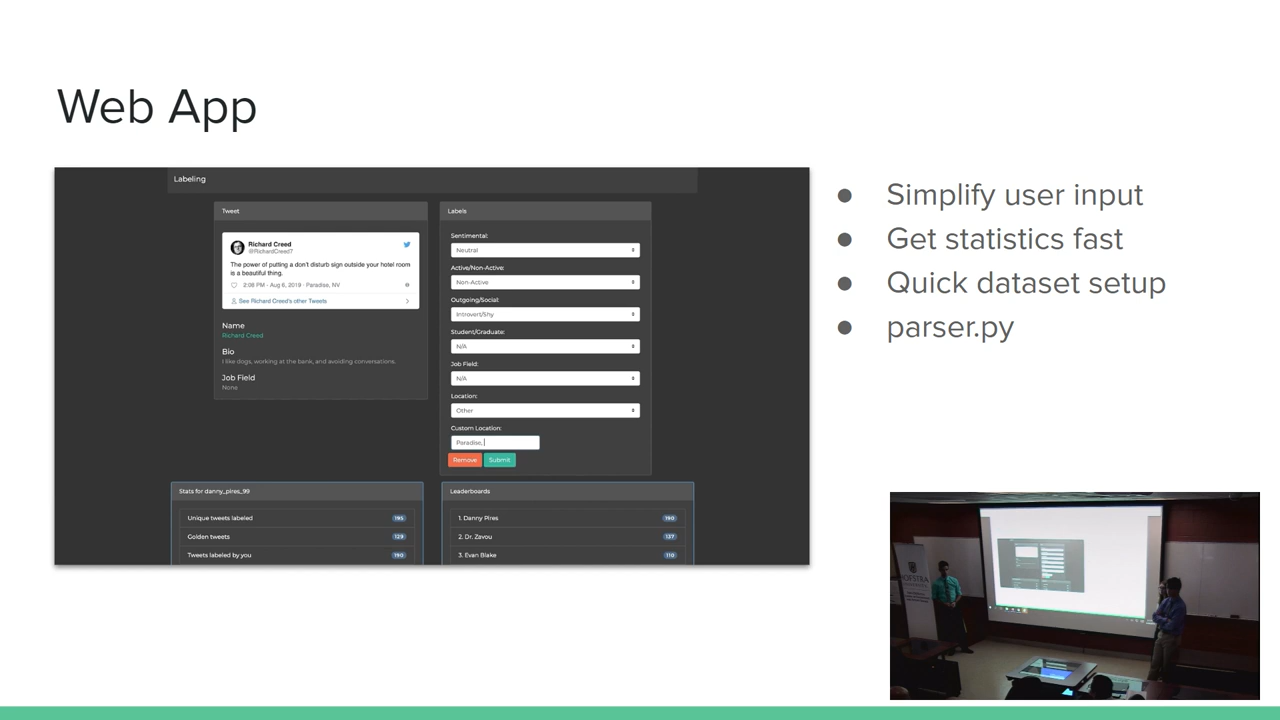 Web App
Labeling
Tweet
Richard Creed
@RichardCreed7
The power of putting a don't disturb sign outside your hotel room
is a beautiful thing.
2:08 PM - Aug 6, 2019 - Paradise, NV
See Richard Creed's other Tweets
Name
Richard Creed
Bio
I like dogs, working at the bank, and avoiding conversations.
Job Field
None
Labels
Sentimental:
Neutral
Active/Non-Active:
Non-Active
Outgoing/Social:
Introvert/Shy
Student/Graduate:
N/A
Job Field:
N/A
Location:
Other
Custom Location:
Paradise,
Remove Submit
Stats for danny_pires_99
Unique tweets labeled 195
Golden tweets 129
Tweets labeled by you 190
Leaderboards
1. Danny Pires 190
2. Dr. Zavou 137
3. Evan Blake 110
Simplify user input
Get statistics fast
Quick dataset setup
parser.py
HOFSTRA